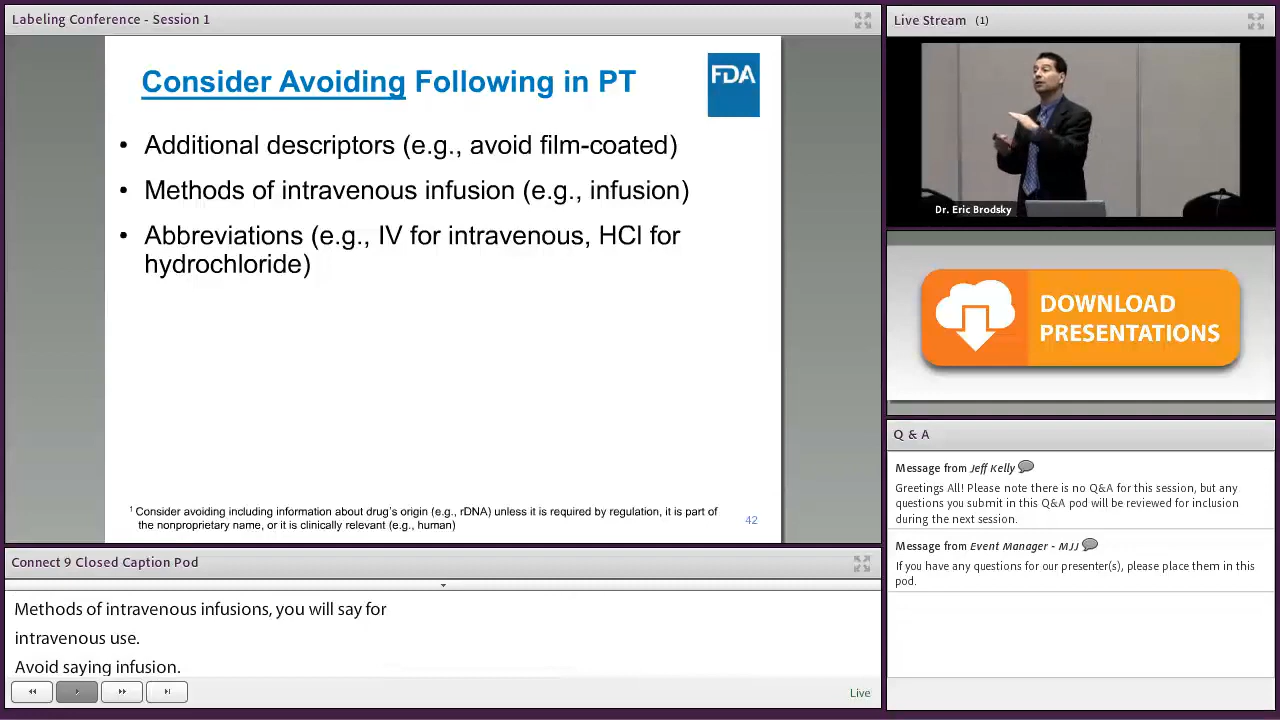 Labeling Conference - Session 1
Consider Avoiding Following in PT
FDA
• Additional descriptors (e.g., avoid film-coated)
• Methods of intravenous infusion (e.g., infusion)
• Abbreviations (e.g., IV for intravenous, HCl for
hydrochloride)
1 Consider avoiding including information about drug's origin (e.g., rDNA) unless it is required by regulation, it is part of
the nonproprietary name, or it is clinically relevant (e.g., human)
42
Connect 9 Closed Caption Pod
Methods of intravenous infusions, you will say for
intravenous use.
Avoid saying infusion.
Live
Live Stream (1)
Dr. Eric Brodsky
DOWNLOAD
PRESENTATIONS
Q & A
Message from Jeff Kelly
Greetings All! Please note there is no Q&A for this session, but any
questions you submit in this Q&A pod will be reviewed for inclusion
during the next session.
Message from Event Manager - MJJ
If you have any questions for our presenter(s), please place them in this
pod.